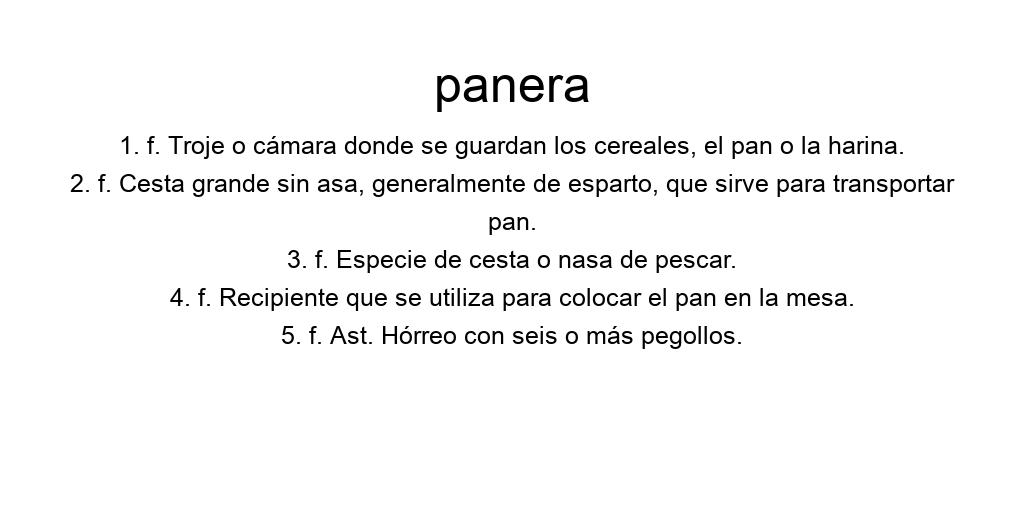 panera
1. f. Troje o cámara donde se guardan los cereales, el pan o la harina.
2. f. Cesta grande sin asa, generalmente de esparto, que sirve para transportar
pan.
3. f. Especie de cesta o nasa de pescar.
4. f. Recipiente que se utiliza para colocar el pan en la mesa.
5. f. Ast. Hórreo con seis o más pegollos.